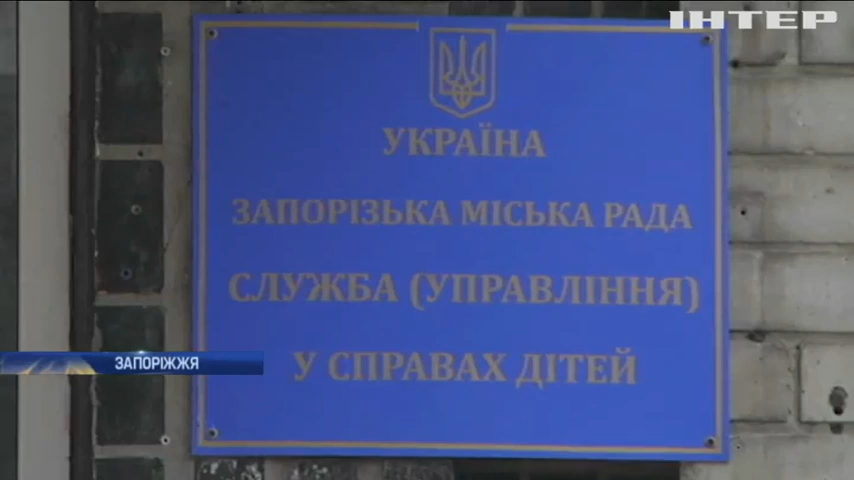 ІНТЕР
УКРАЇНА
ЗАПОРІЗЬКА МІСЬКА РАДА
СЛУЖБА (УПРАВЛІННЯ)
У СПРАВАХ ДІТЕЙ
ЗАПОРІЖЖЯ